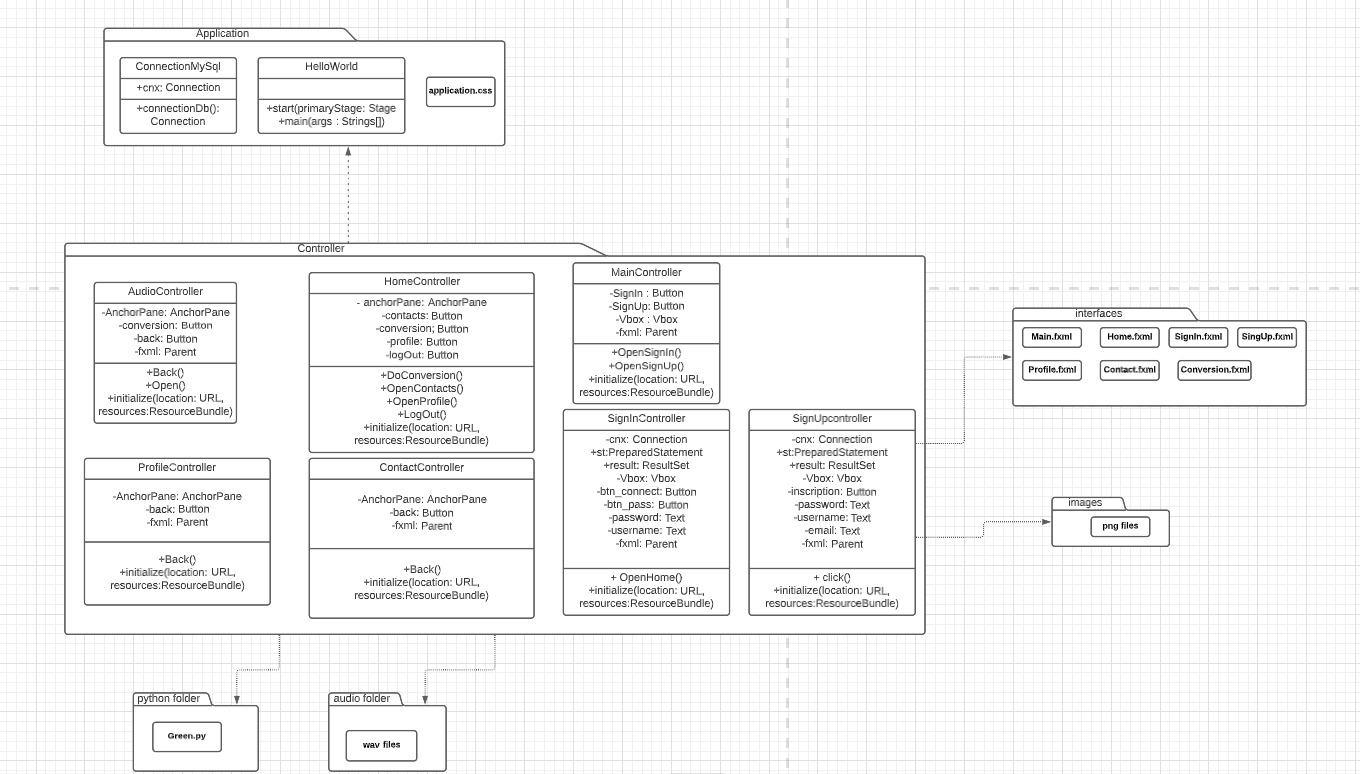 Application
ConnectionMySql
+cnx: Connection
+connectionDb():
Connection
HelloWorld
+start(primaryStage: Stage
+main(args : Strings[])
application.css
Controller
AudioController
-AnchorPane: AnchorPane
-conversion: Button
-back: Button
-fxml: Parent
+Back()
+Open()
+initialize(location: URL,
resources:ResourceBundle)
HomeController
- anchorPane: AnchorPane
-contacts: Button
-conversion; Button
-profile: Button
-logOut: Button
+DoConversion()
+OpenContacts()
+OpenProfile()
+LogOut()
+initialize(location: URL,
resources:ResourceBundle)
MainController
-SignIn : Button
-SignUp: Button
-Vbox : Vbox
-fxml: Parent
+OpenSignIn()
+OpenSignUp()
+initialize(location: URL,
resources:ResourceBundle)
ProfileController
-AnchorPane: AnchorPane
-back: Button
-fxml: Parent
+Back()
+initialize(location: URL,
resources:ResourceBundle)
ContactController
-AnchorPane: AnchorPane
-back: Button
-fxml: Parent
+Back()
+initialize(location: URL,
resources:ResourceBundle)
SignInController
-cnx: Connection
+st:PreparedStatement
+result: ResultSet
-Vbox: Vbox
-btn_connect: Button
-btn_pass: Button
-password: Text
-username: Text
-fxml: Parent
+ OpenHome()
+initialize(location: URL,
resources:ResourceBundle)
SignUpcontroller
-cnx: Connection
+st:PreparedStatement
+result: ResultSet
-Vbox: Vbox
-inscription: Button
-password: Text
-username: Text
-email: Text
-fxml: Parent
+ click()
+initialize(location: URL,
resources:ResourceBundle)
interfaces
Main.fxml
Home.fxml
SignIn.fxml
SingUp.fxml
Profile.fxml
Contact.fxml
Conversion.fxml
images
png files
python folder
Green.py
audio folder
wav files